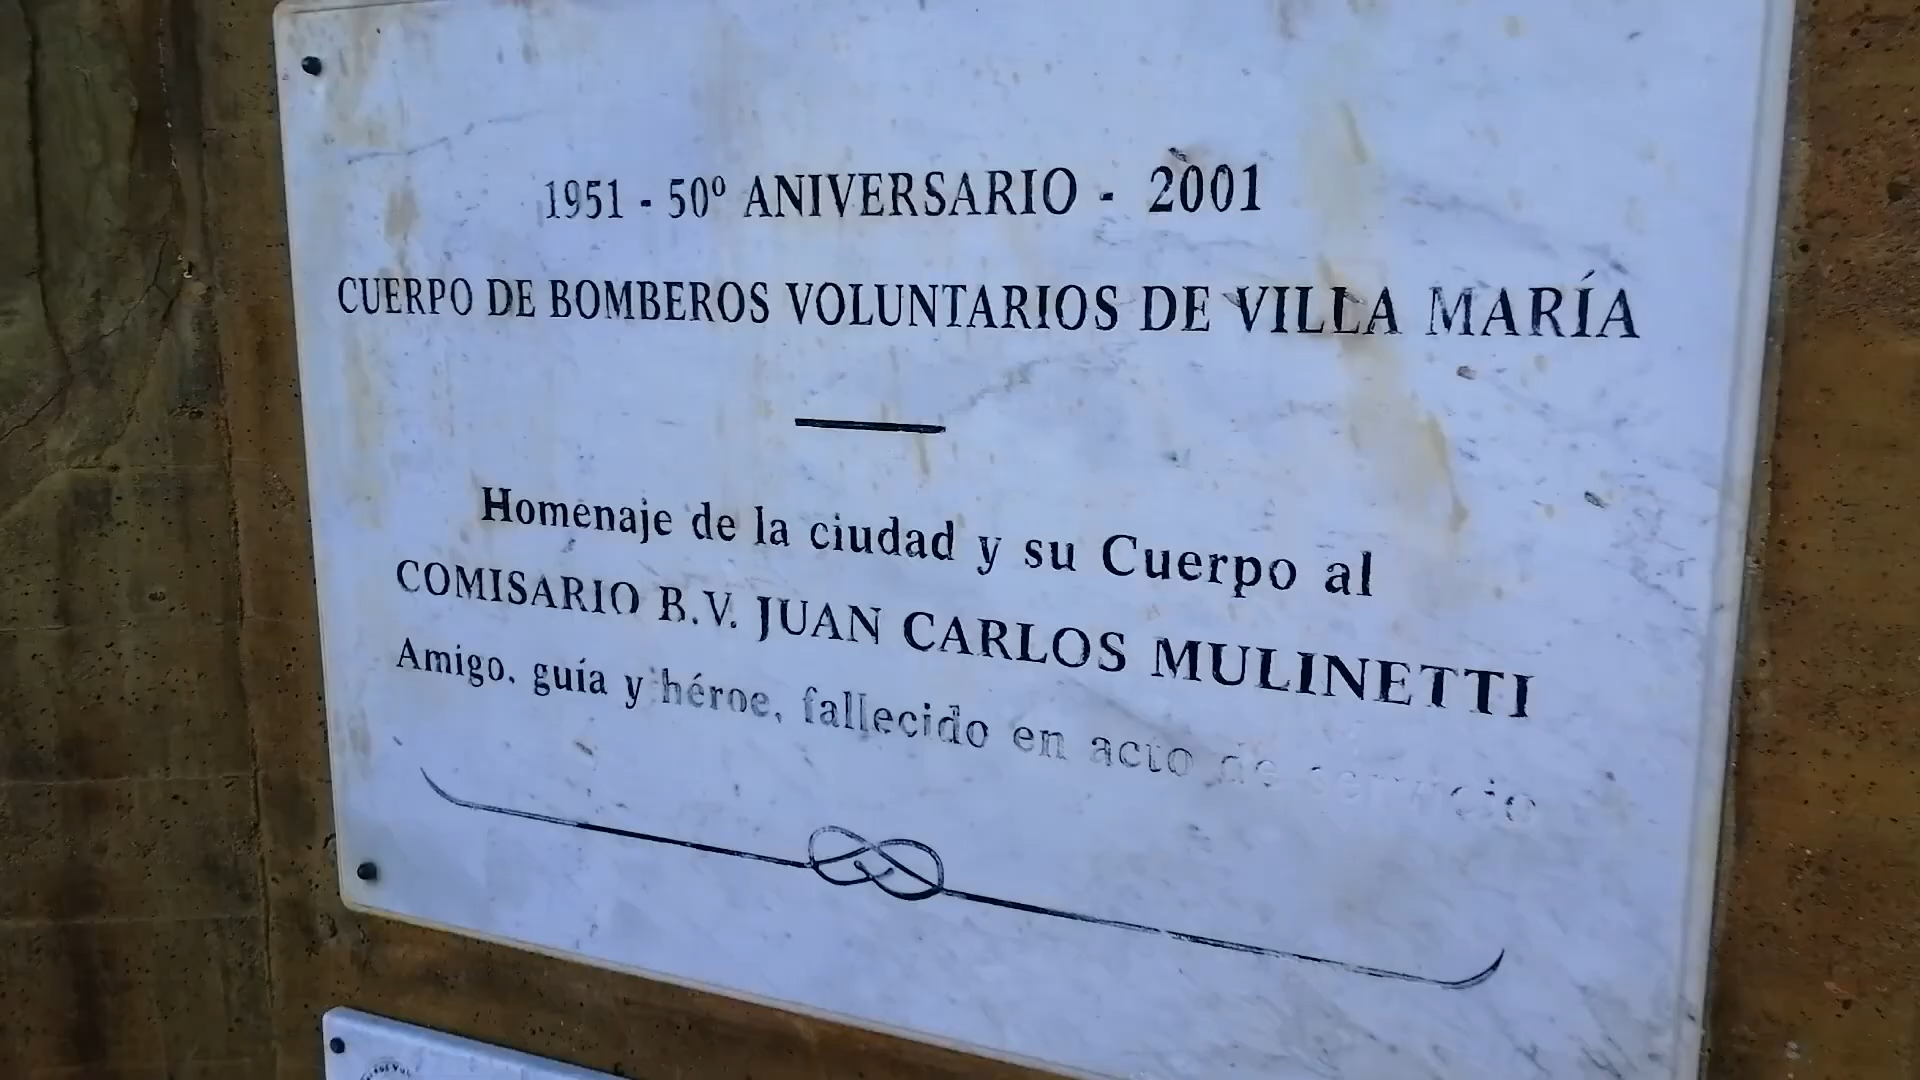 1951 - 50º ANIVERSARIO - 2001
CUERPO DE BOMBEROS VOLUNTARIOS DE VILLA MARÍA
Homenaje de la ciudad y su Cuerpo al
COMISARIO B.V. JUAN CARLOS MULINETTI
Amigo, guía y héroe, fallecido en acto de servicio